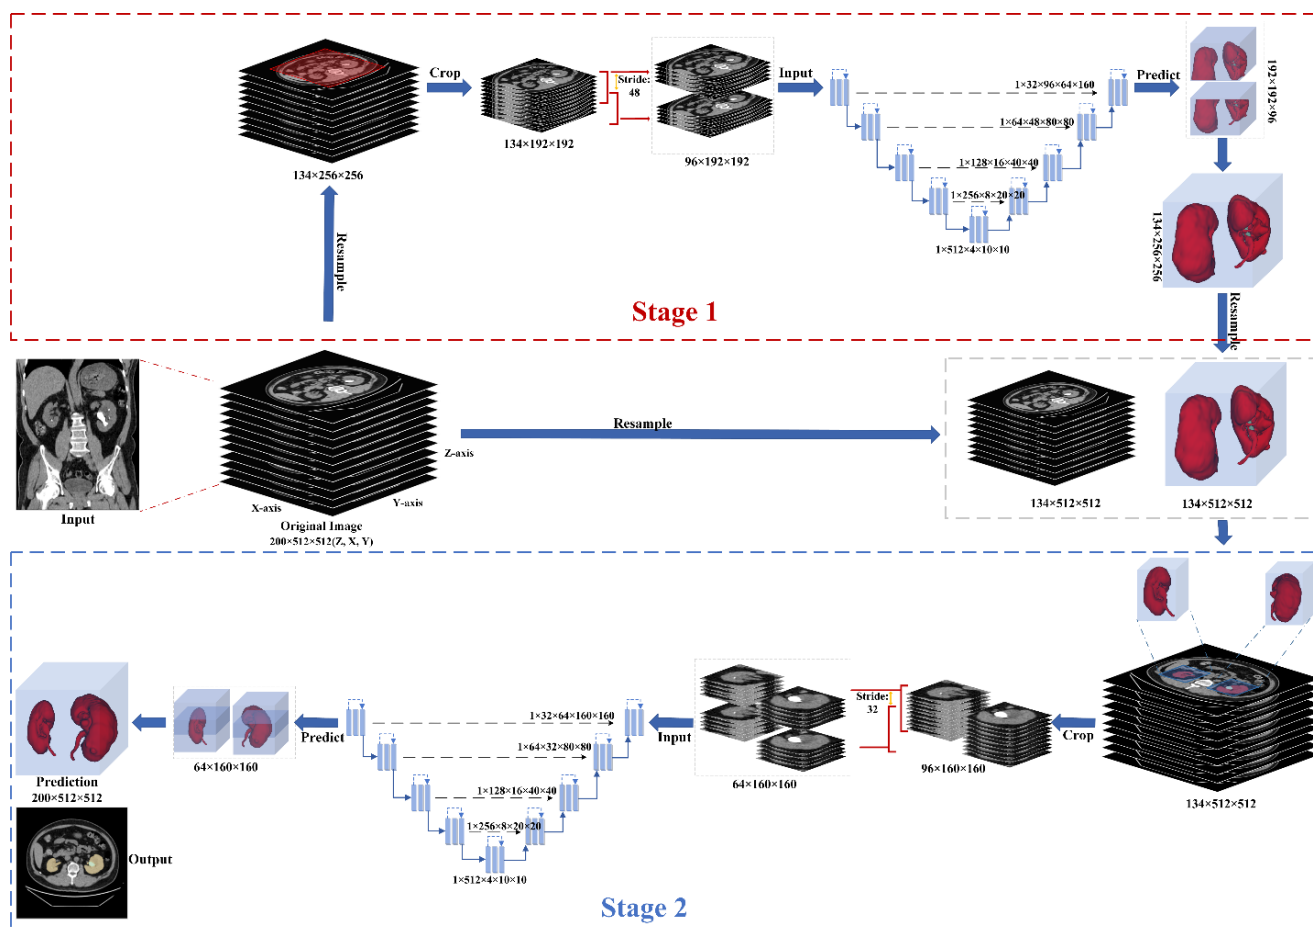 Crop
Stride:
48
Input
Predict
1×32×96×64×160
1×64×48×80×80
1×128×16×40×40
1×256×8×20×20
1×512×4×10×10
134×256×256
134×192×192
96×192×192
192×192×96
134×256×256
Resample
Stage 1
Resample
Input
X-axis
Y-axis
Z-axis
Original Image
200×512×512(Z, X, Y)
Resample
134×512×512
134×512×512
Prediction
200×512×512
64×160×160
Predict
1×32×64×160×160
1×64×32×80×80
1×128×16×40×40
1×256×8×20×20
1×512×4×10×10
Input
64×160×160
Stride:
32
96×160×160
Crop
134×512×512
Output
Stage 2